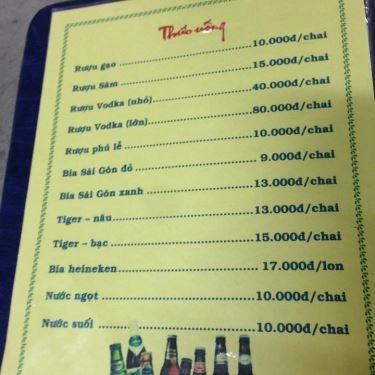 Thức uống
Rượu gạo ........ 10.000đ/chai
Rượu Sâm ........ 15.000đ/chai
Rượu Vodka (nhỏ) ........ 40.000đ/chai
Rượu Vodka (lớn) ........ 80.000đ/chai
Rượu phú lễ ........ 10.000đ/chai
Bia Sài Gòn đỏ ........ 9.000đ/chai
Bia Sài Gòn xanh ........ 13.000đ/chai
Tiger – nâu ........ 13.000đ/chai
Tiger – bạc ........ 15.000đ/chai
Bia heineken ........ 17.000đ/lon
Nước ngọt ........ 10.000đ/chai
Nước suối ........ 10.000đ/chai